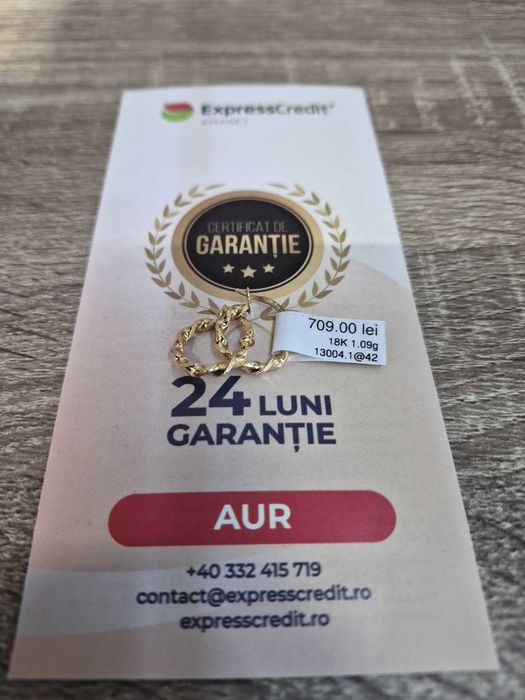 ExpressCredit
AMANET
CERTIFICAT DE
GARANȚIE
709.00 lei
18K 1.09g
13004.1@42
24 LUNI
GARANȚIE
AUR
+40 332 415 719
contact@expresscredit.ro
expresscredit.ro